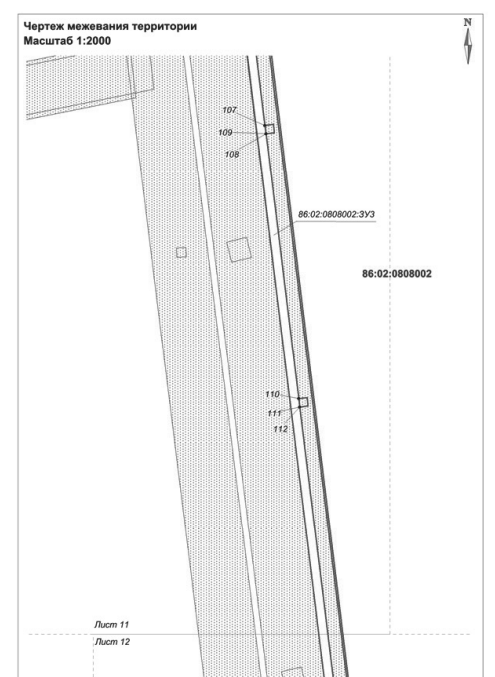 Чертеж межевания территории
Масштаб 1:2000
N
107
109
108
86:02:0808002:ЗУ3
86:02:0808002
110
111
112
Лист 11
Лист 12